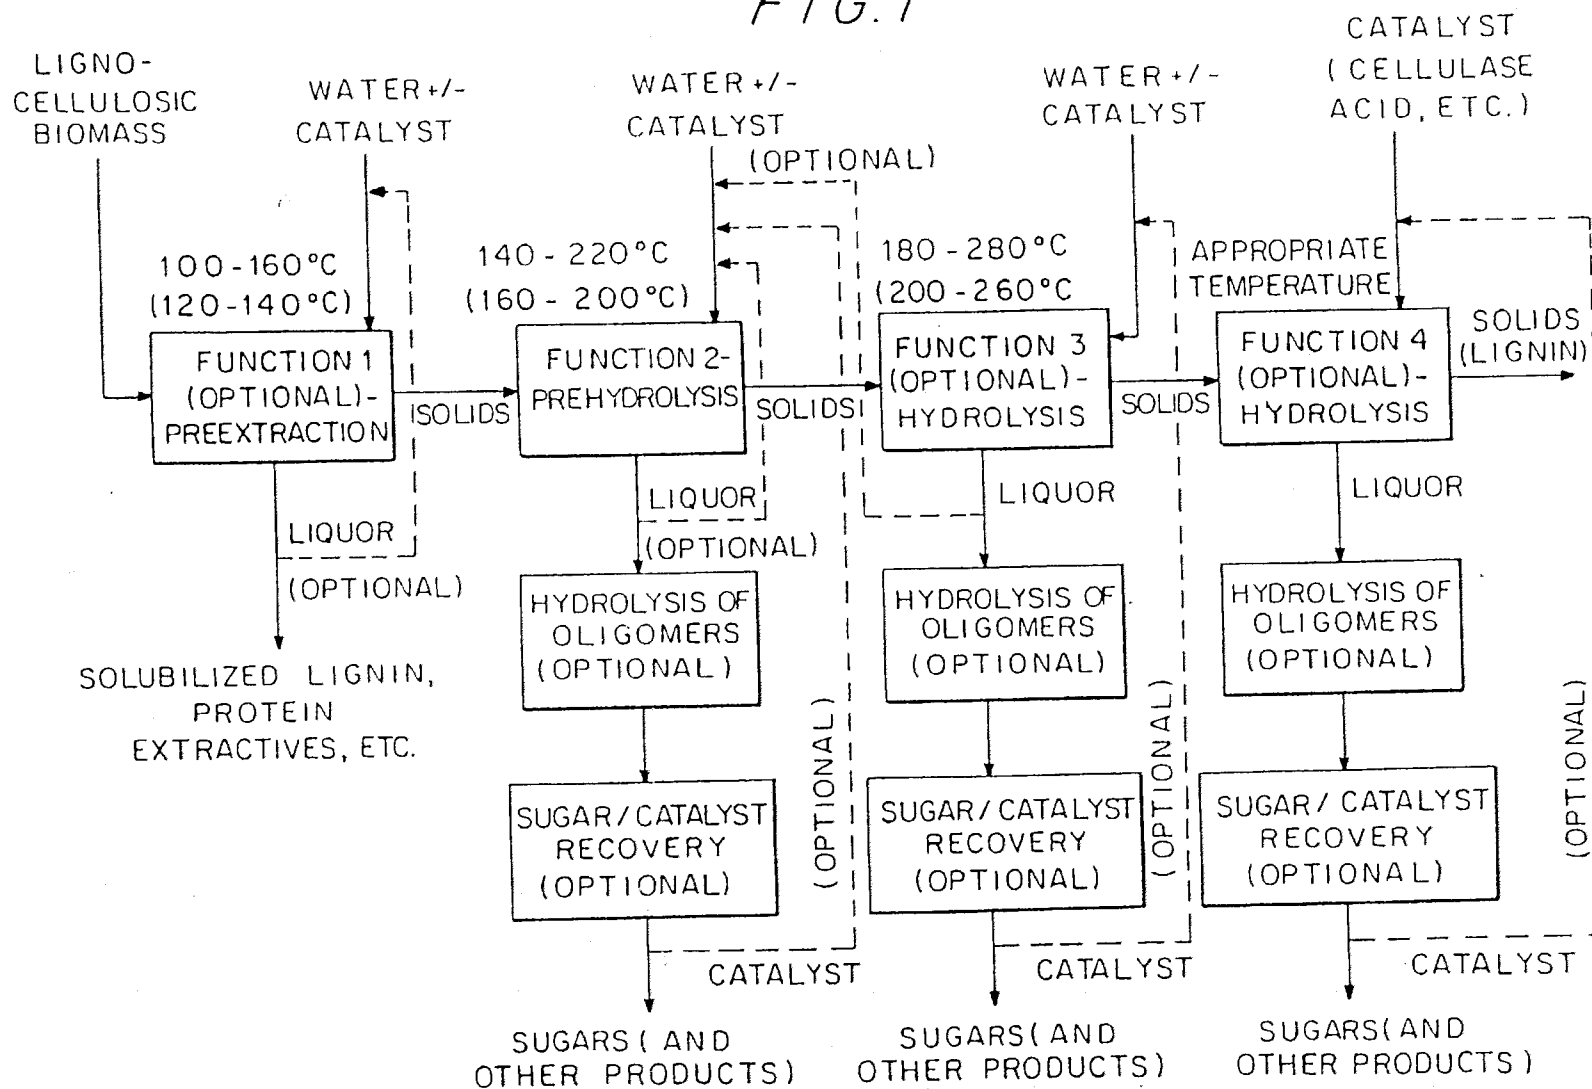 FIG. 1
LIGNO-
CELLULOSIC
BIOMASS
WATER +/-
CATALYST
WATER +/-
CATALYST
(OPTIONAL)
WATER +/-
CATALYST
CATALYST
(CELLULASE
ACID, ETC.)
100-160°C
(120-140°C)
140-220°C
(160-200°C)
180-280°C
(200-260°C
APPROPRIATE
TEMPERATURE
FUNCTION 1
(OPTIONAL)-
PREEXTRACTION
SOLIDS
FUNCTION 2-
PREHYDROLYSIS
SOLIDS
FUNCTION 3
(OPTIONAL)-
HYDROLYSIS
SOLIDS
FUNCTION 4
(OPTIONAL)-
HYDROLYSIS
SOLIDS
(LIGNIN)
LIQUOR
(OPTIONAL)
LIQUOR
(OPTIONAL)
LIQUOR
LIQUOR
SOLUBILIZED LIGNIN,
PROTEIN
EXTRACTIVES, ETC.
HYDROLYSIS OF
OLIGOMERS
(OPTIONAL)
HYDROLYSIS OF
OLIGOMERS
(OPTIONAL)
HYDROLYSIS OF
OLIGOMERS
(OPTIONAL)
(OPTIONAL)
(OPTIONAL)
(OPTIONAL)
SUGAR/CATALYST
RECOVERY
(OPTIONAL)
SUGAR/CATALYST
RECOVERY
(OPTIONAL)
SUGAR/CATALYST
RECOVERY
(OPTIONAL)
CATALYST
CATALYST
CATALYST
SUGARS (AND
OTHER PRODUCTS)
SUGARS (AND
OTHER PRODUCTS)
SUGARS (AND
OTHER PRODUCTS)